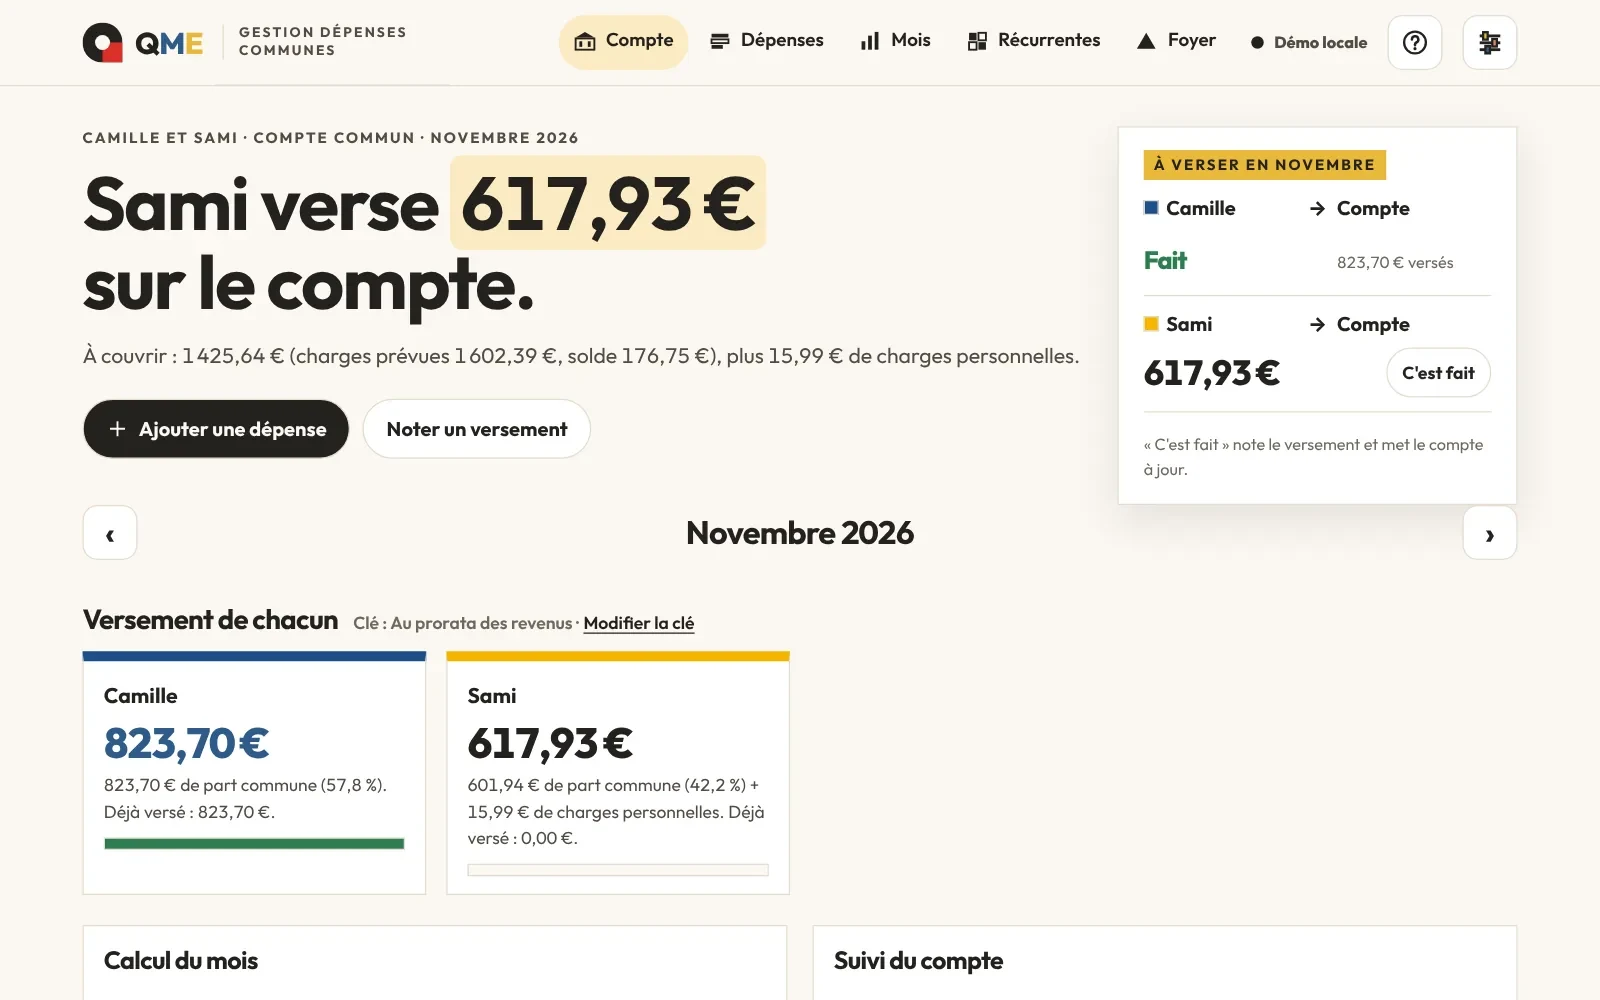 QME
GESTION DÉPENSES
COMMUNES
Compte
Dépenses
Mois
Récurrentes
Foyer
Démo locale
CAMILLE ET SAMI · COMPTE COMMUN · NOVEMBRE 2026
Sami verse 617,93 €
sur le compte.
À couvrir : 1 425,64 € (charges prévues 1 602,39 €, solde 176,75 €), plus 15,99 € de charges personnelles.
+ Ajouter une dépense
Noter un versement
À VERSER EN NOVEMBRE
Camille → Compte
Fait 823,70 € versés
Sami → Compte
617,93 € C'est fait
« C'est fait » note le versement et met le compte
à jour.
‹ Novembre 2026 ›
Versement de chacun Clé : Au prorata des revenus · Modifier la clé
Camille
823,70 €
823,70 € de part commune (57,8 %).
Déjà versé : 823,70 €.
Sami
617,93 €
601,94 € de part commune (42,2 %) +
15,99 € de charges personnelles. Déjà
versé : 0,00 €.
Calcul du mois
Suivi du compte